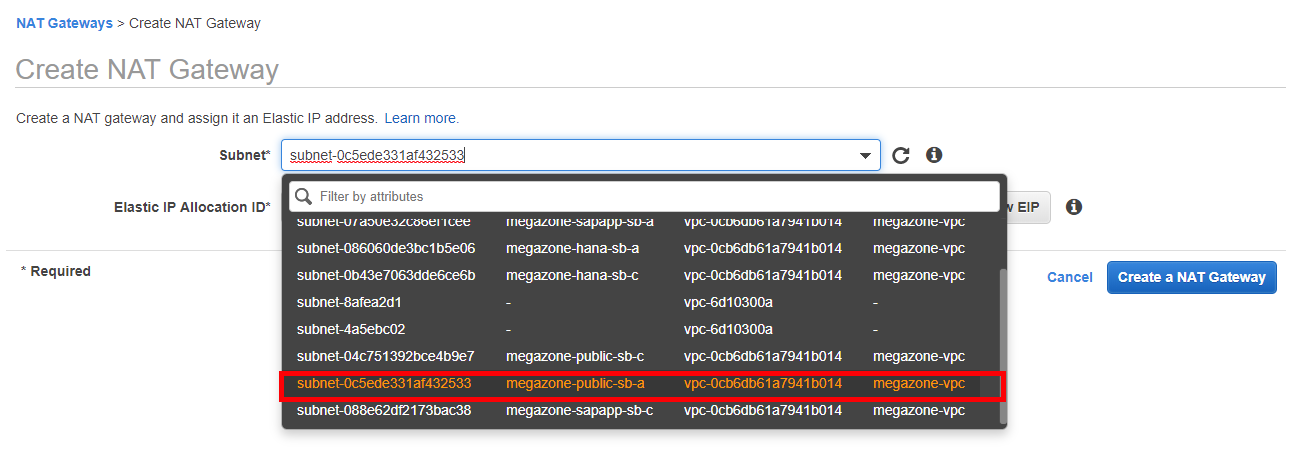 NAT Gateways > Create NAT Gateway
Create NAT Gateway
Create a NAT gateway and assign it an Elastic IP address. Learn more.
Subnet* subnet-0c5ede331af432533
Filter by attributes
Elastic IP Allocation ID* EIP
subnet-07a50e32c86ef1cee megazone-sapapp-sb-a vpc-0cb6db61a7941b014 megazone-vpc
subnet-086060de3bc1b5e06 megazone-hana-sb-a vpc-0cb6db61a7941b014 megazone-vpc
subnet-0b43e7063dde6ce6b megazone-hana-sb-c vpc-0cb6db61a7941b014 megazone-vpc
subnet-8afea2d1 - vpc-6d10300a -
subnet-4a5ebc02 - vpc-6d10300a -
subnet-04c751392bce4b9e7 megazone-public-sb-c vpc-0cb6db61a7941b014 megazone-vpc
subnet-0c5ede331af432533 megazone-public-sb-a vpc-0cb6db61a7941b014 megazone-vpc
subnet-088e62df2173bac38 megazone-sapapp-sb-c vpc-0cb6db61a7941b014 megazone-vpc
* Required
Cancel Create a NAT Gateway